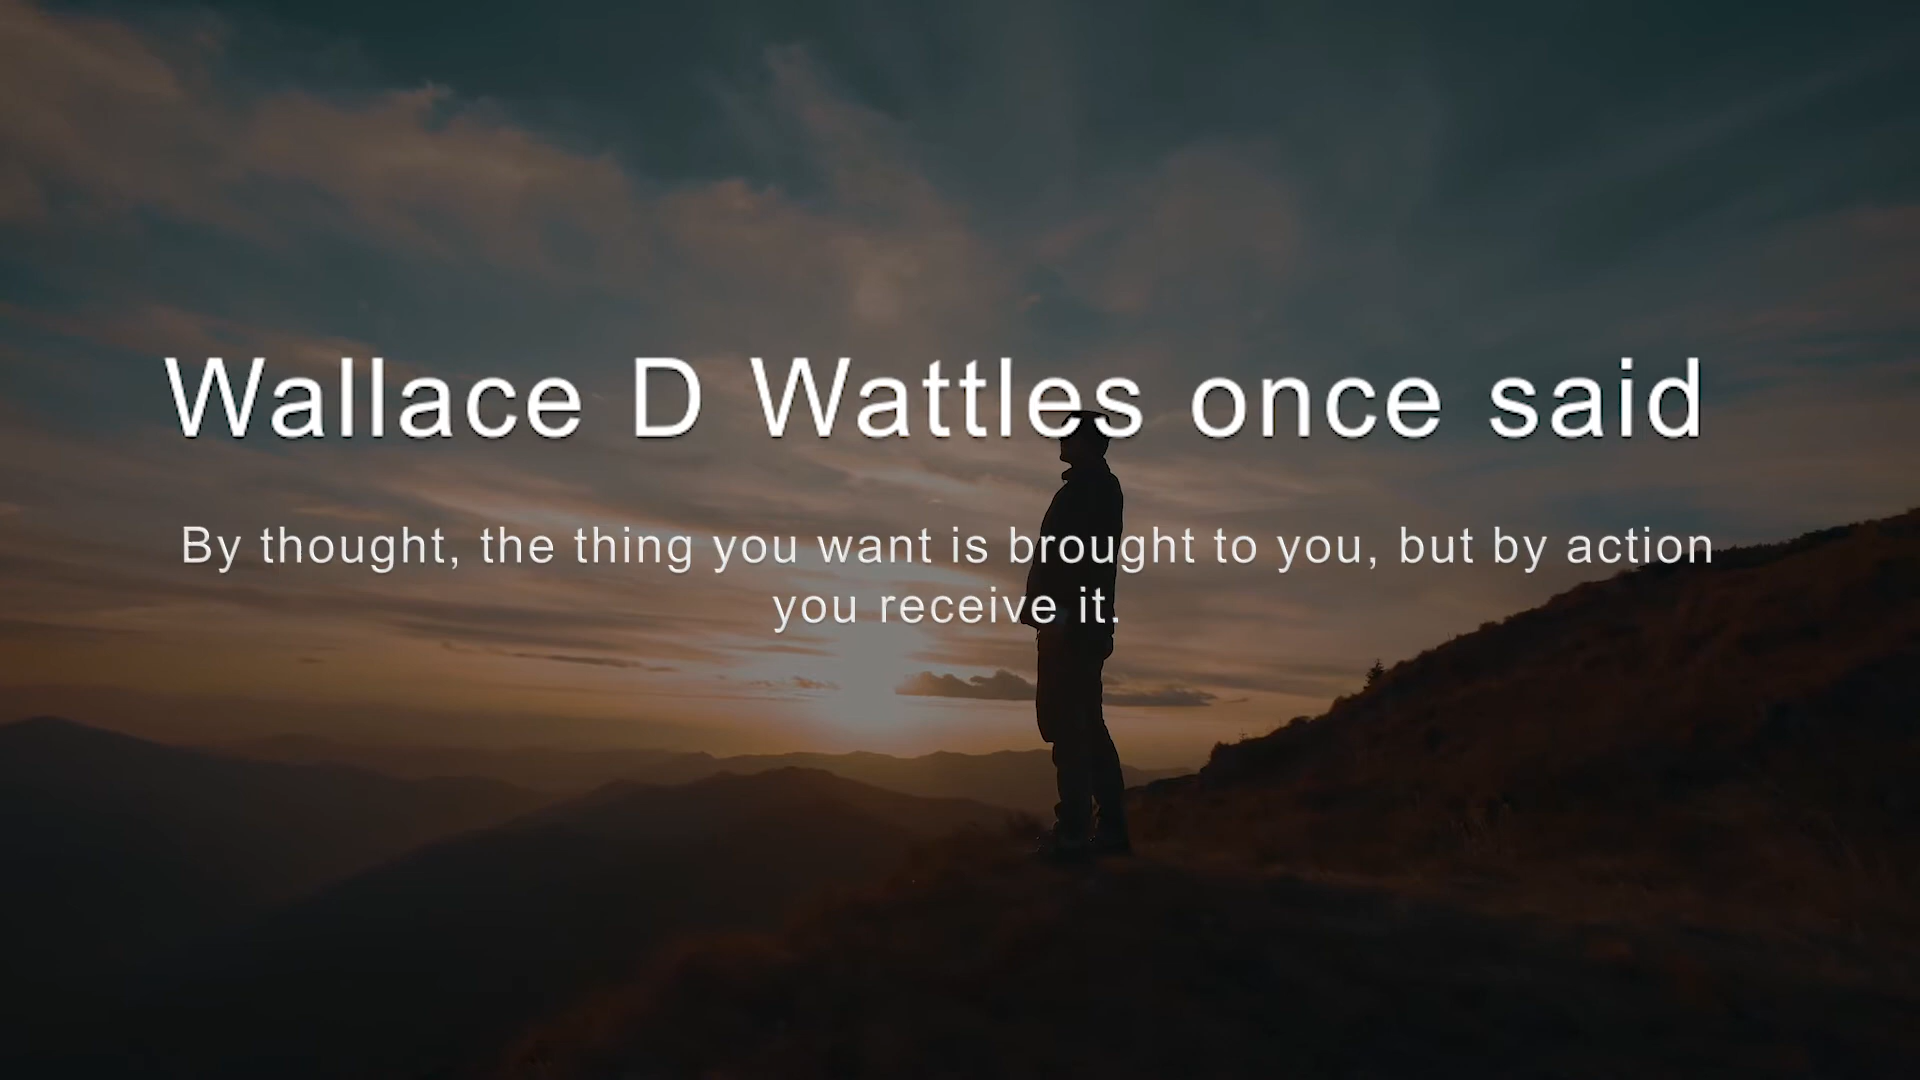 Wallace D Wattles once said
By thought, the thing you want is brought to you, but by action
you receive it.